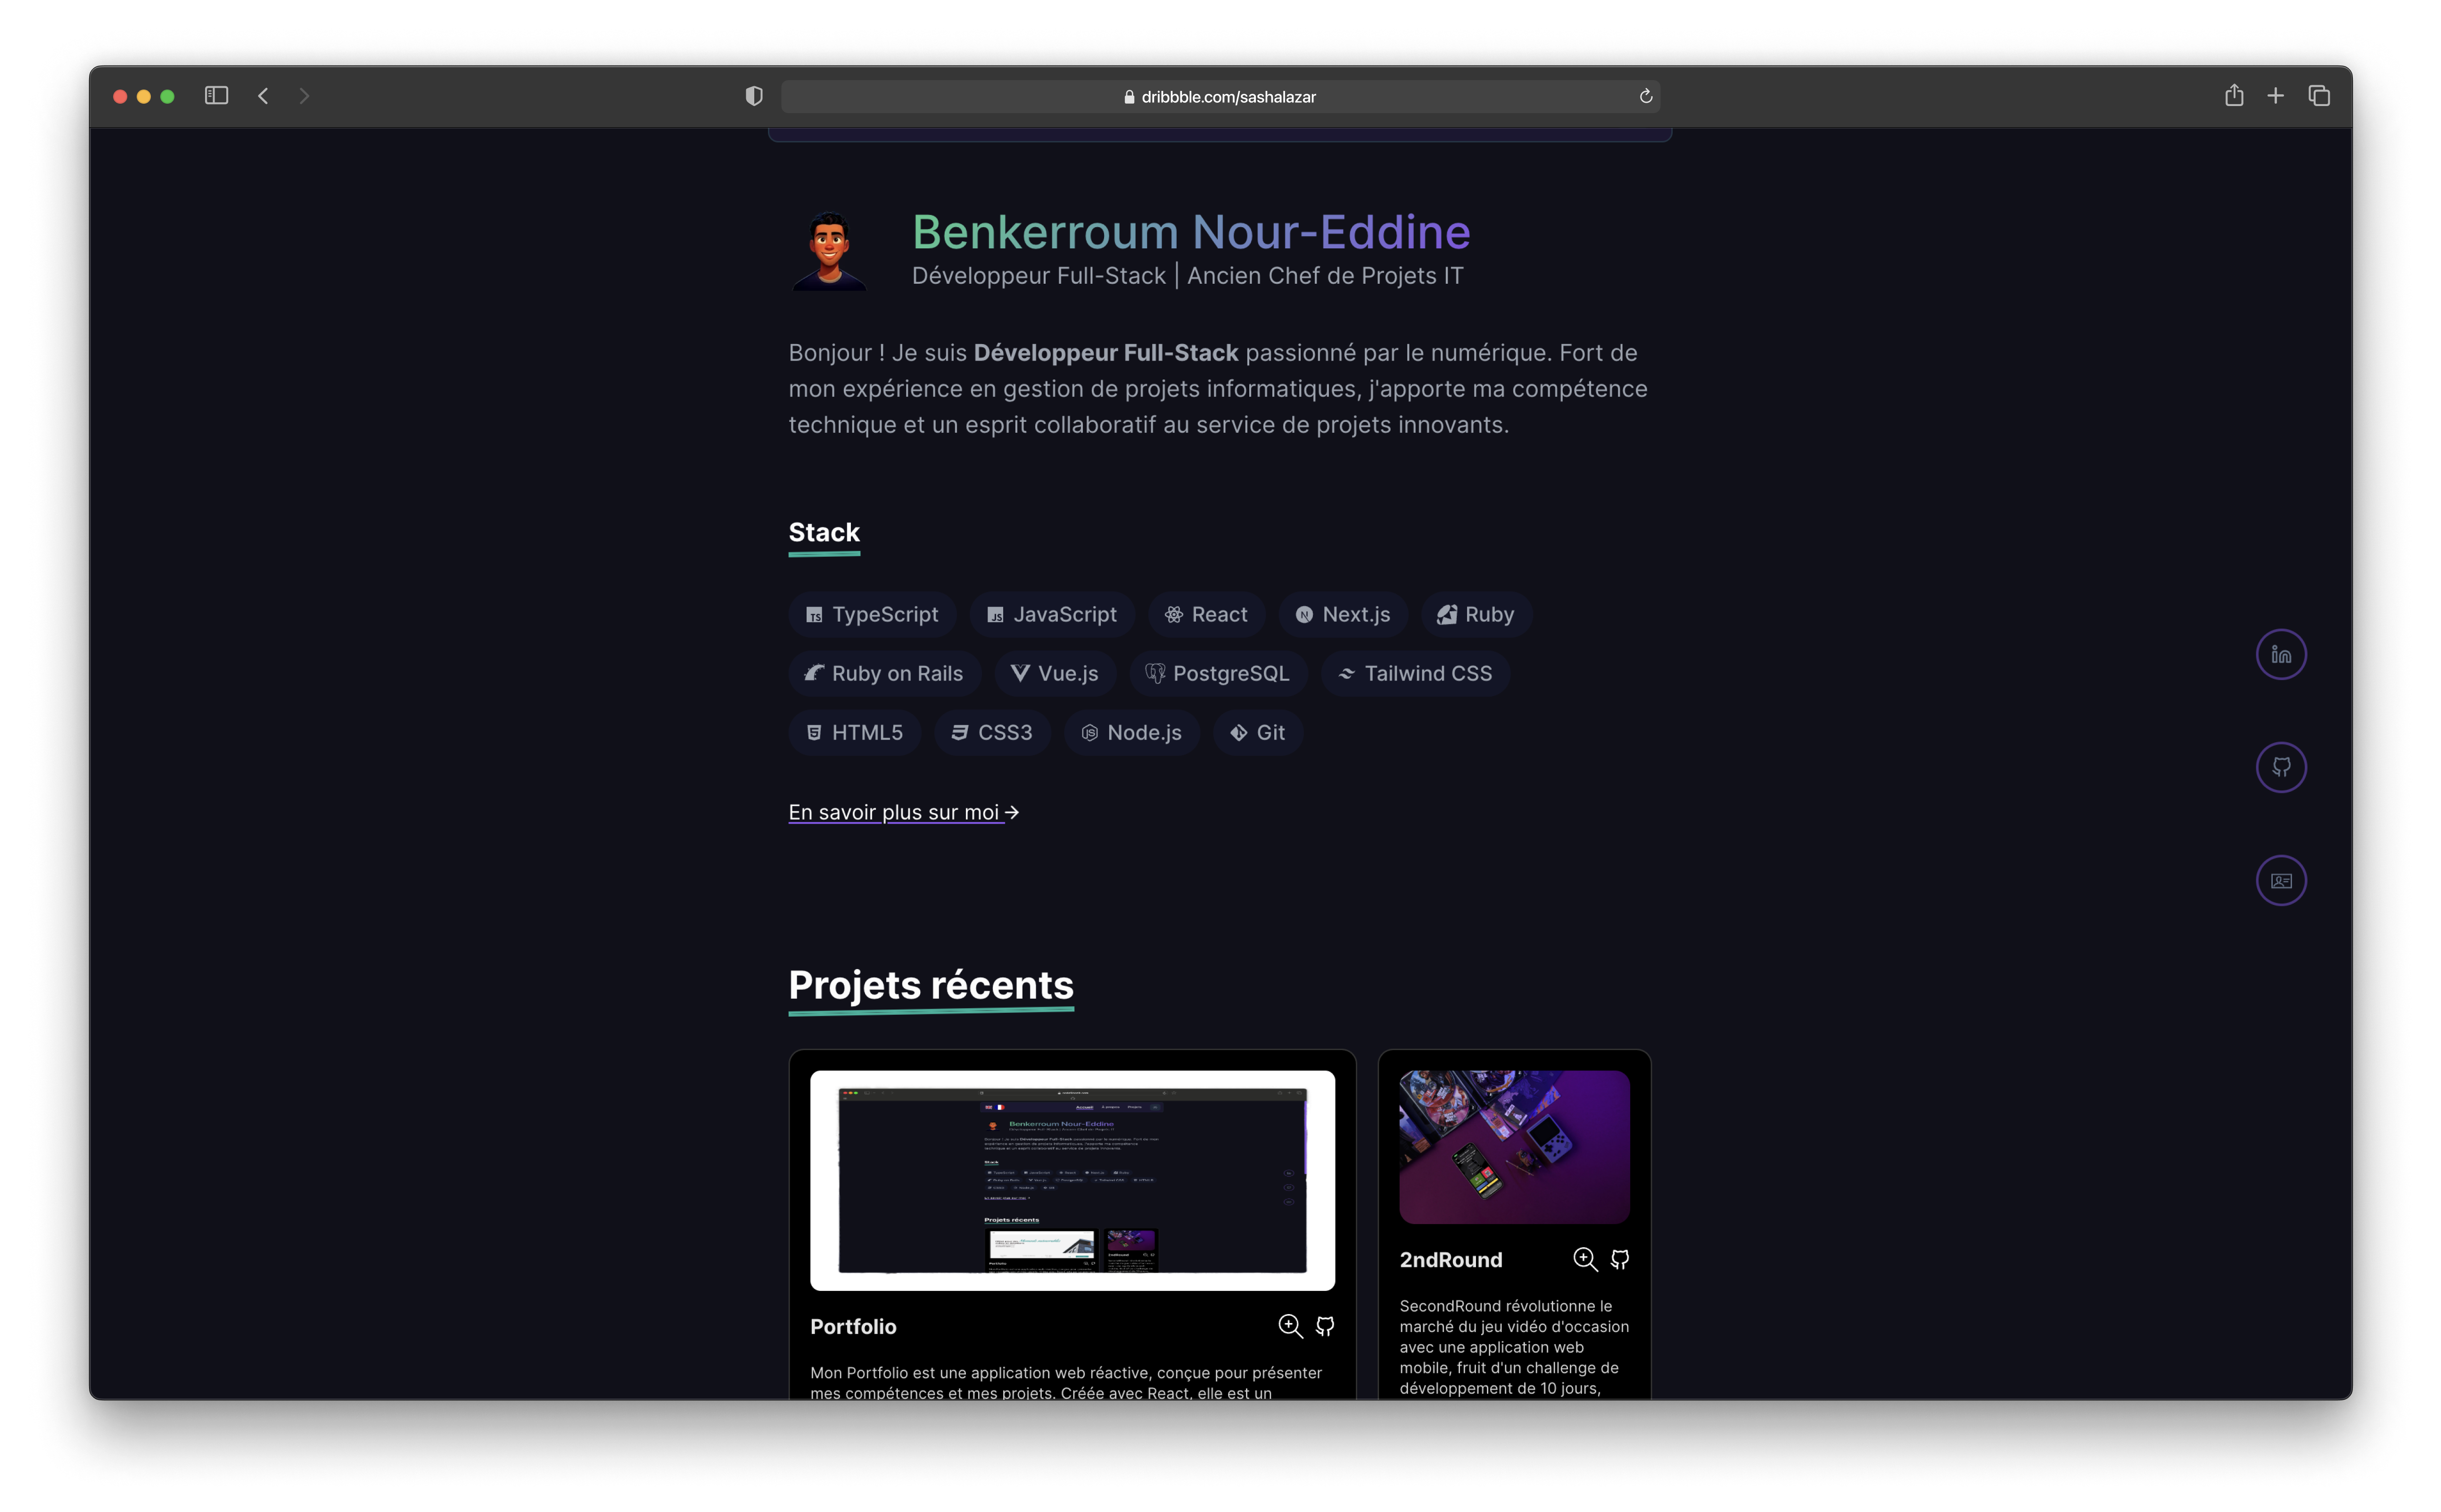 dribbble.com/sashalazar
Benkerroum Nour-Eddine
Développeur Full-Stack | Ancien Chef de Projets IT
Bonjour ! Je suis Développeur Full-Stack passionné par le numérique. Fort de
mon expérience en gestion de projets informatiques, j'apporte ma compétence
technique et un esprit collaboratif au service de projets innovants.
Stack
TypeScript JavaScript React Next.js Ruby
Ruby on Rails Vue.js PostgreSQL Tailwind CSS
HTML5 CSS3 Node.js Git
En savoir plus sur moi →
Projets récents
Benkerroum Nour-Eddine
Stack
Projets récents
Portfolio
Mon Portfolio est une application web réactive, conçue pour présenter
mes compétences et mes projets. Créée avec React, elle est un
2ndRound
SecondRound révolutionne le
marché du jeu vidéo d'occasion
avec une application web
mobile, fruit d'un challenge de
développement de 10 jours,